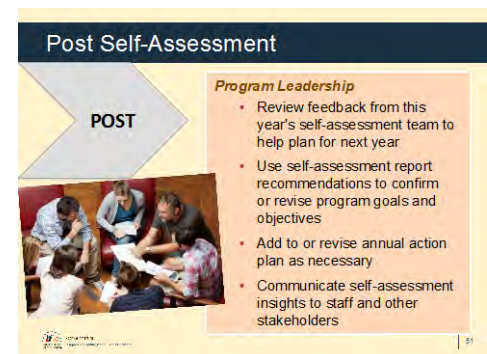 Post Self-Assessment
POST
Program Leadership
• Review feedback from this
year's self-assessment team to
help plan for next year
• Use self-assessment report
recommendations to confirm
or revise program goals and
objectives
• Add to or revise annual action
plan as necessary
• Communicate self-assessment
insights to staff and other
stakeholders
51